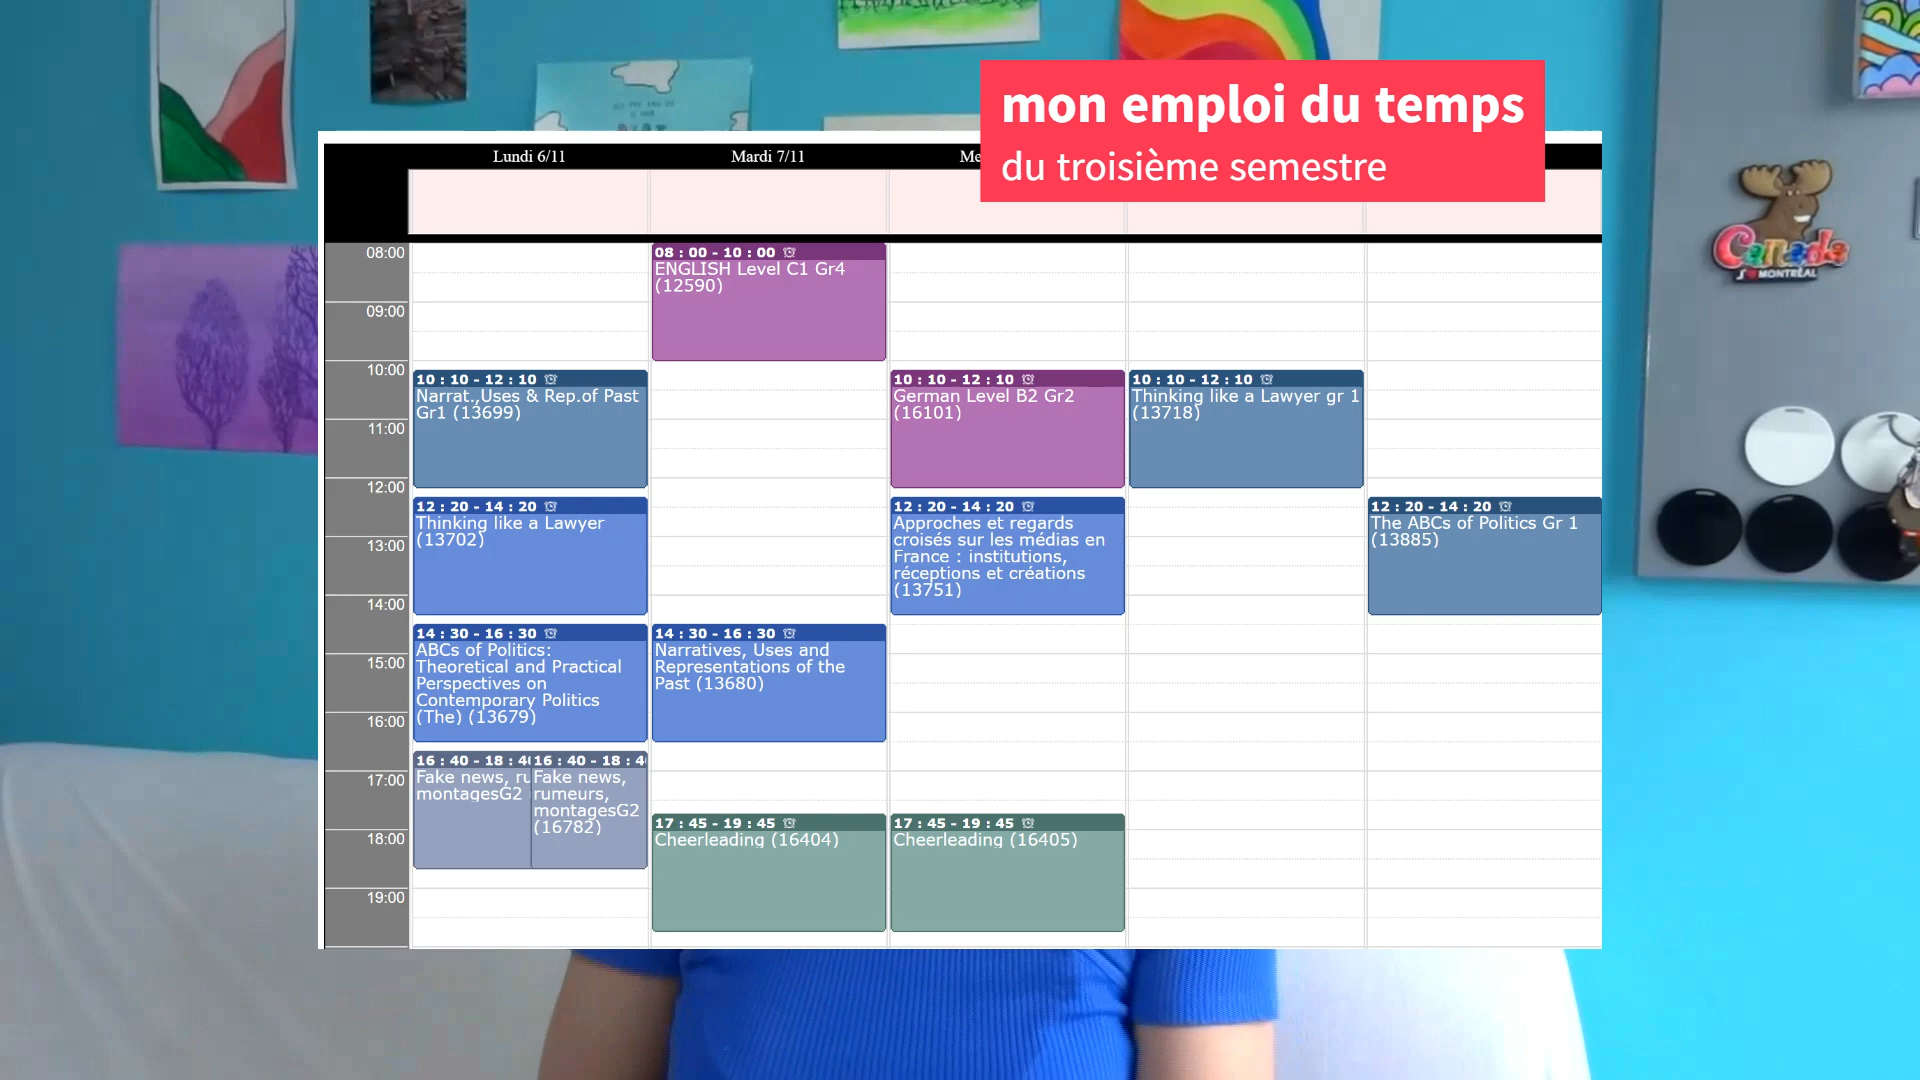 mon emploi du temps
du troisième semestre
Lundi 6/11
Mardi 7/11
08:00
09:00
10:00
11:00
12:00
13:00
14:00
15:00
16:00
17:00
18:00
19:00
10 : 10 - 12 : 10
Narrat.,Uses & Rep.of Past
Gr1 (13699)
12 : 20 - 14 : 20
Thinking like a Lawyer
(13702)
14 : 30 - 16 : 30
ABCs of Politics:
Theoretical and Practical
Perspectives on
Contemporary Politics
(The) (13679)
16 : 40 - 18 : 4
Fake news, ru
montagesG2
16 : 40 - 18 : 4
Fake news,
rumeurs,
montagesG2
(16782)
08 : 00 - 10 : 00
ENGLISH Level C1 Gr4
(12590)
14 : 30 - 16 : 30
Narratives, Uses and
Representations of the
Past (13680)
17 : 45 - 19 : 45
Cheerleading (16404)
10 : 10 - 12 : 10
German Level B2 Gr2
(16101)
12 : 20 - 14 : 20
Approches et regards
croisés sur les médias en
France : institutions,
réceptions et créations
(13751)
17 : 45 - 19 : 45
Cheerleading (16405)
10 : 10 - 12 : 10
Thinking like a Lawyer gr 1
(13718)
12 : 20 - 14 : 20
The ABCs of Politics Gr 1
(13885)
Canada
J'♥ MONTRÉAL